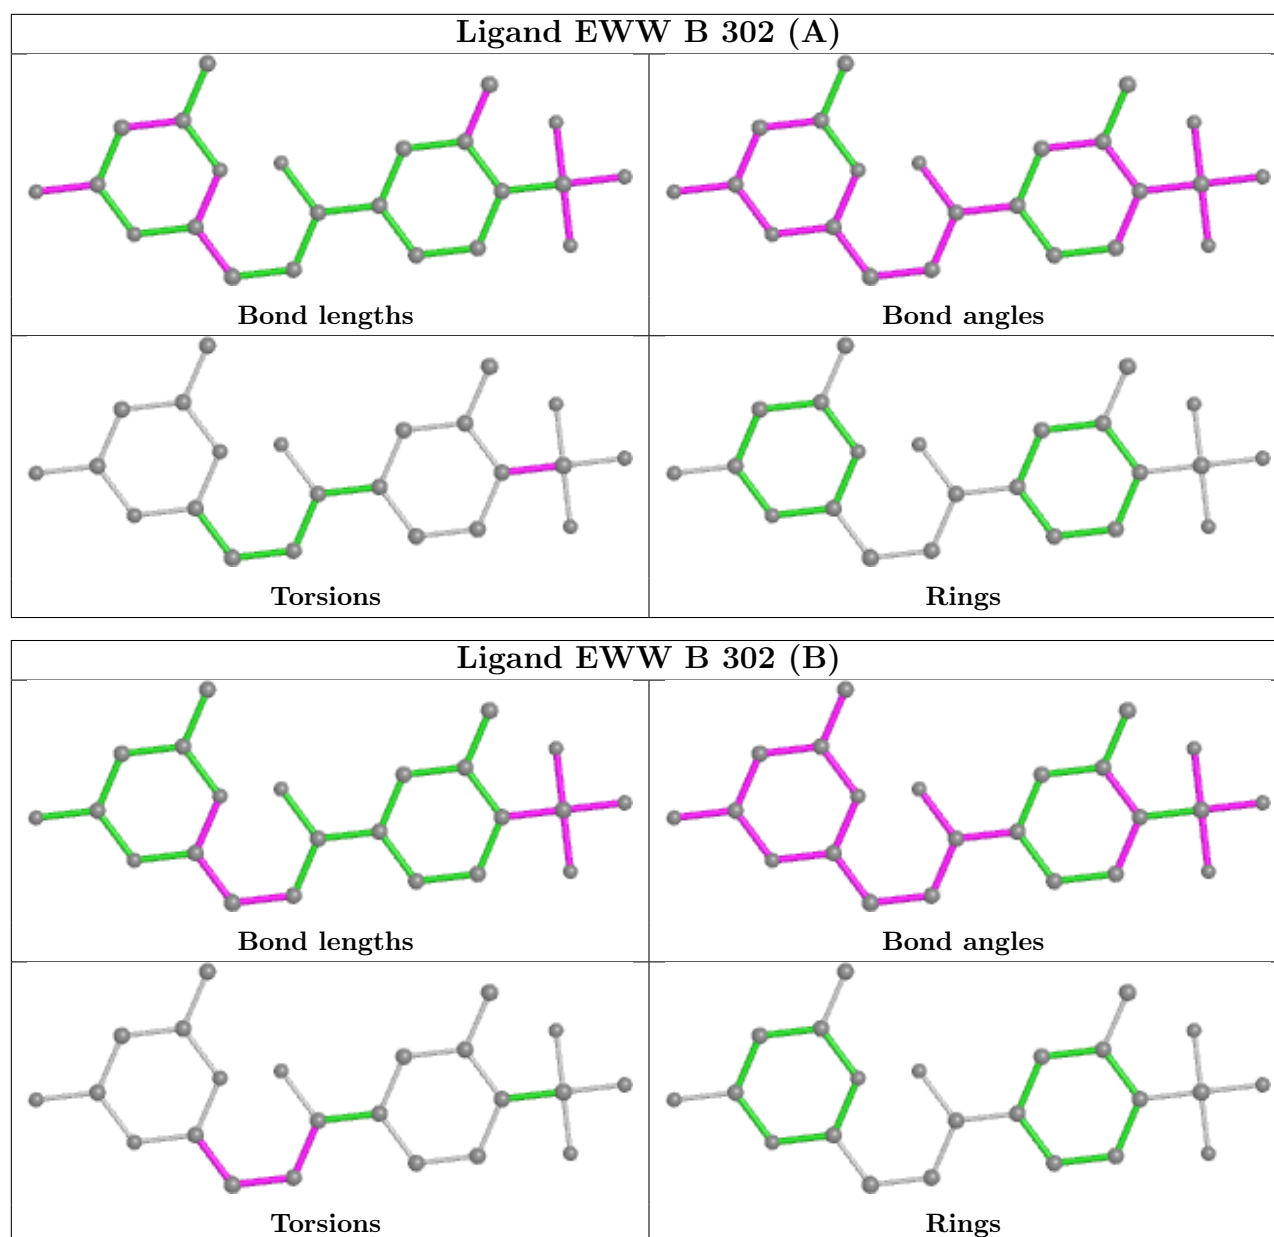 Ligand EWW B 302 (A)
Bond lengths
Bond angles
Torsions
Rings
Ligand EWW B 302 (B)
Bond lengths
Bond angles
Torsions
Rings